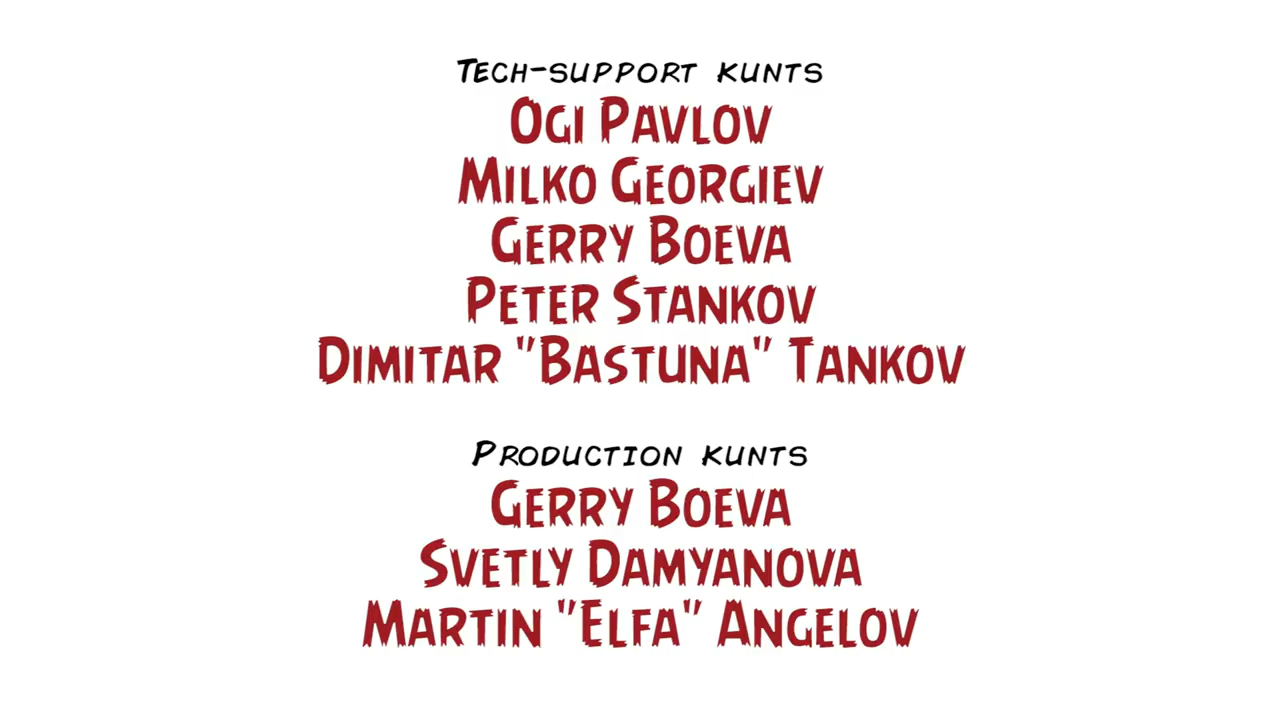 Tech-support kunts
Ogi Pavlov
Milko Georgiev
Gerry Boeva
Peter Stankov
Dimitar "Bastuna" Tankov
Production kunts
Gerry Boeva
Svetly Damyanova
Martin "Elfa" Angelov